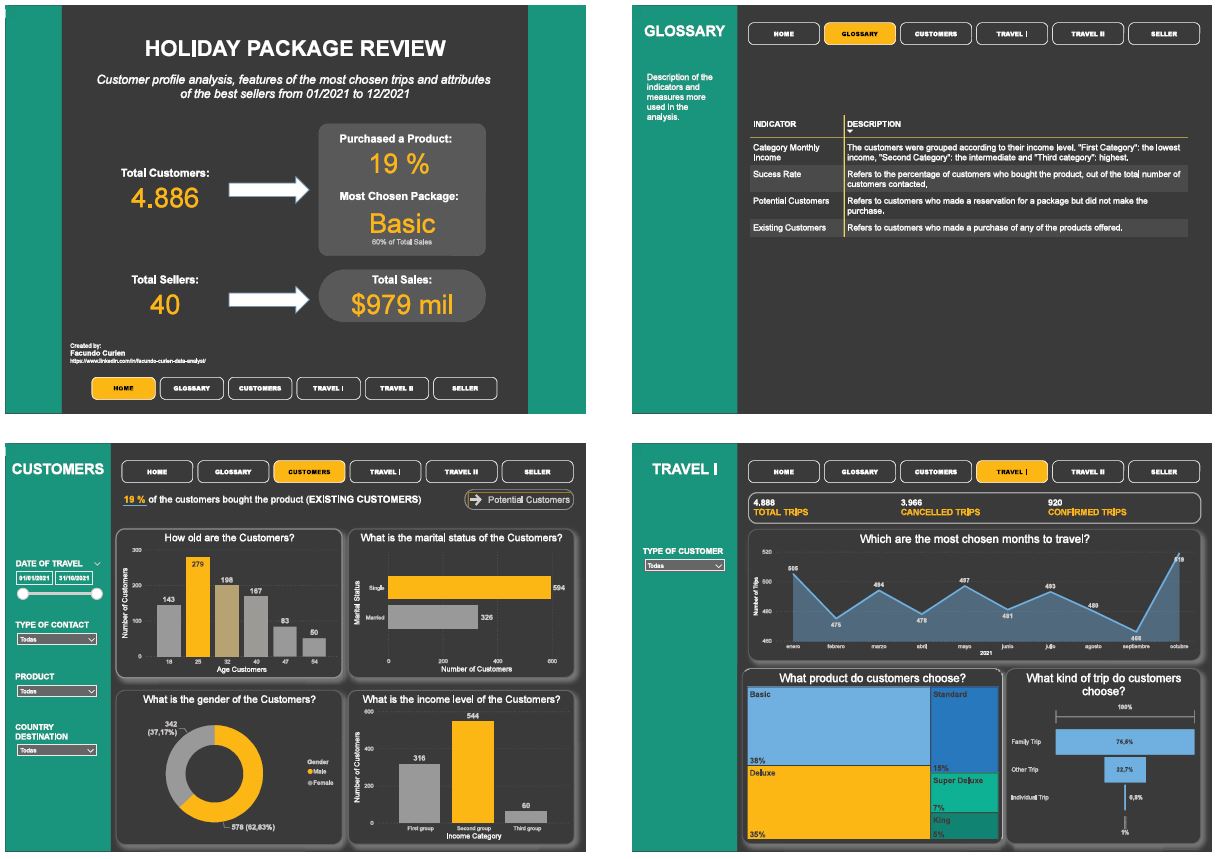 HOLIDAY PACKAGE REVIEW
Customer profile analysis, features of the most chosen trips and attributes
of the best sellers from 01/2021 to 12/2021
Total Customers:
4.886
Purchased a Product:
19 %
Most Chosen Package:
Basic
60% of Total Sales
Total Sellers:
40
Total Sales:
$979 mil
Created by:
Facundo Curien
https://www.linkedin.com/in/facundo-curien-data-analyst/
HOME GLOSSARY CUSTOMERS TRAVEL I TRAVEL II SELLER
GLOSSARY
HOME GLOSSARY CUSTOMERS TRAVEL I TRAVEL II SELLER
Description of the
indicators and
measures more
used in the
analysis.
INDICATOR DESCRIPTION
Category Monthly
Income
The customers were grouped according to their income level. "First Category": the lowest
income, "Second Category": the intermediate and "Third category": highest.
Sucess Rate
Refers to the percentage of customers who bought the product, out of the total number of
customers contacted,
Potential Customers
Refers to customers who made a reservation for a package but did not make the
purchase.
Existing Customers
Refers to customers who made a purchase of any of the products offered.
CUSTOMERS
HOME GLOSSARY CUSTOMERS TRAVEL I TRAVEL II SELLER
19 % of the customers bought the product (EXISTING CUSTOMERS)
Potential Customers
DATE OF TRAVEL
01/01/2021 31/10/2021
TYPE OF CONTACT
Todas
PRODUCT
Todas
COUNTRY
DESTINATION
Todas
How old are the Customers?
Number of Customers
300
200
100
0
143 279 198 167 83 50
18 25 32 40 47 54
Age Customers
What is the marital status of the Customers?
Marital Status
Single 594
Married 326
0 200 400 600
Number of Customers
What is the gender of the Customers?
342
(37,17%)
578 (62,83%)
Gender
Male
Female
What is the income level of the Customers?
Number of Customers
600
400
200
0
316 544 60
First group Second group Third group
Income Category
TRAVEL I
HOME GLOSSARY CUSTOMERS TRAVEL I TRAVEL II SELLER
4.888 3.966 920
TOTAL TRIPS CANCELLED TRIPS CONFIRMED TRIPS
TYPE OF CUSTOMER
Todas
Which are the most chosen months to travel?
Number of Trips
520
500
480
460
505 475 494 478 497 481 493 480 466 519
enero febrero marzo abril mayo junio julio agosto septiembre octubre
2021
What product do customers choose?
Basic
38%
Deluxe
35%
Standard
15%
Super Deluxe
7%
King
5%
What kind of trip do customers
choose?
100%
Family Trip 76,5%
Other Trip 22,7%
Individual Trip 0,8%
1%